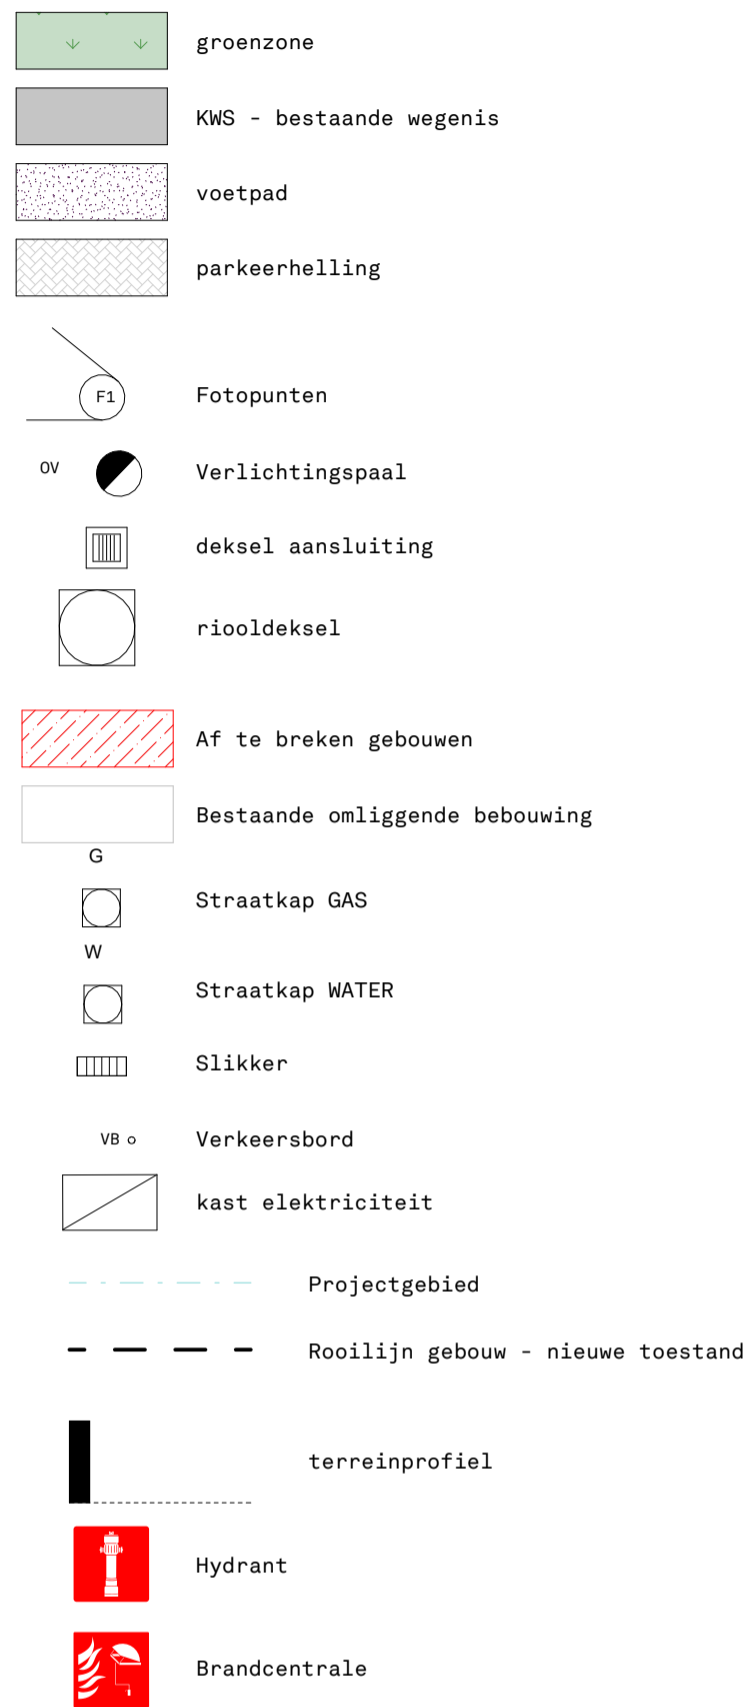 groenzone
KWS - bestaande wegenis
voetpad
parkeerhelling
F1 Fotopunten
OV Verlichtingspaal
deksel aansluiting
riooldeksel
Af te breken gebouwen
Bestaande omliggende bebouwing
G
Straatkap GAS
W
Straatkap WATER
Slikker
VB Verkeersbord
kast elektriciteit
Projectgebied
Rooilijn gebouw - nieuwe toestand
terreinprofiel
Hydrant
Brandcentrale